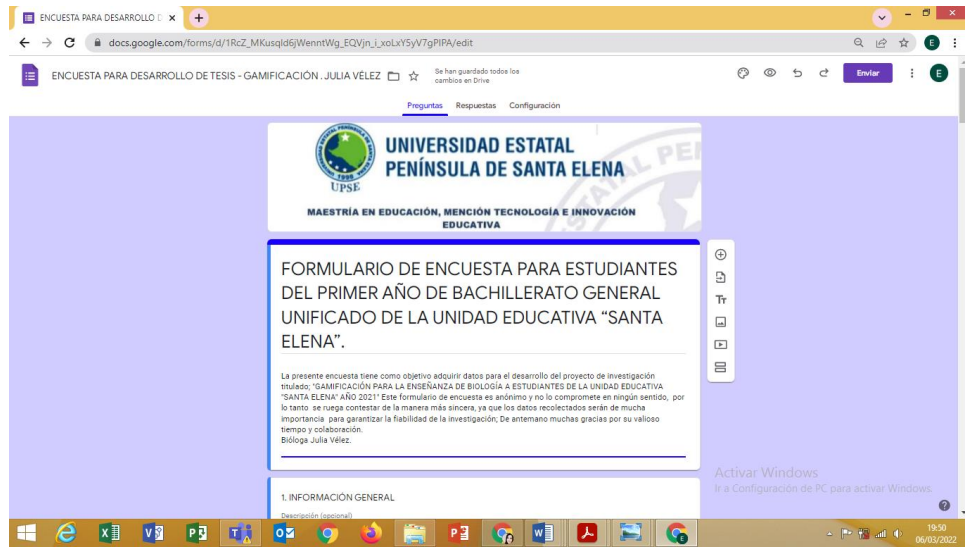 ENCUESTA PARA DESARROLLO D
docs.google.com/forms/d/1RcZ_MKusqld6jWenntWg_EQVjn_i_xoLxY5yV7gPIPA/edit
E
ENCUESTA PARA DESARROLLO DE TESIS - GAMIFICACIÓN . JULIA VÉLEZ
Se han guardado todos los
cambios en Drive
Enviar
E
Preguntas Respuestas Configuración
UPSE
UNIVERSIDAD ESTATAL
PENÍNSULA DE SANTA ELENA
MAESTRÍA EN EDUCACIÓN, MENCIÓN TECNOLOGÍA E INNOVACIÓN
EDUCATIVA
FORMULARIO DE ENCUESTA PARA ESTUDIANTES
DEL PRIMER AÑO DE BACHILLERATO GENERAL
UNIFICADO DE LA UNIDAD EDUCATIVA “SANTA
ELENA”.
La presente encuesta tiene como objetivo adquirir datos para el desarrollo del proyecto de investigación
titulado; "GAMIFICACIÓN PARA LA ENSEÑANZA DE BIOLOGÍA A ESTUDIANTES DE LA UNIDAD EDUCATIVA
"SANTA ELENA" AÑO 2021" Este formulario de encuesta es anónimo y no lo compromete en ningún sentido, por
lo tanto se ruega contestar de la manera más sincera, ya que los datos recolectados serán de mucha
importancia para garantizar la fiabilidad de la investigación; De antemano muchas gracias por su valioso
tiempo y colaboración.
Bióloga Julia Vélez.
Tr
1. INFORMACIÓN GENERAL
Descripción (opcional)
Activar Windows
Ir a Configuración de PC para activar Windows.
19:50
06/03/2022